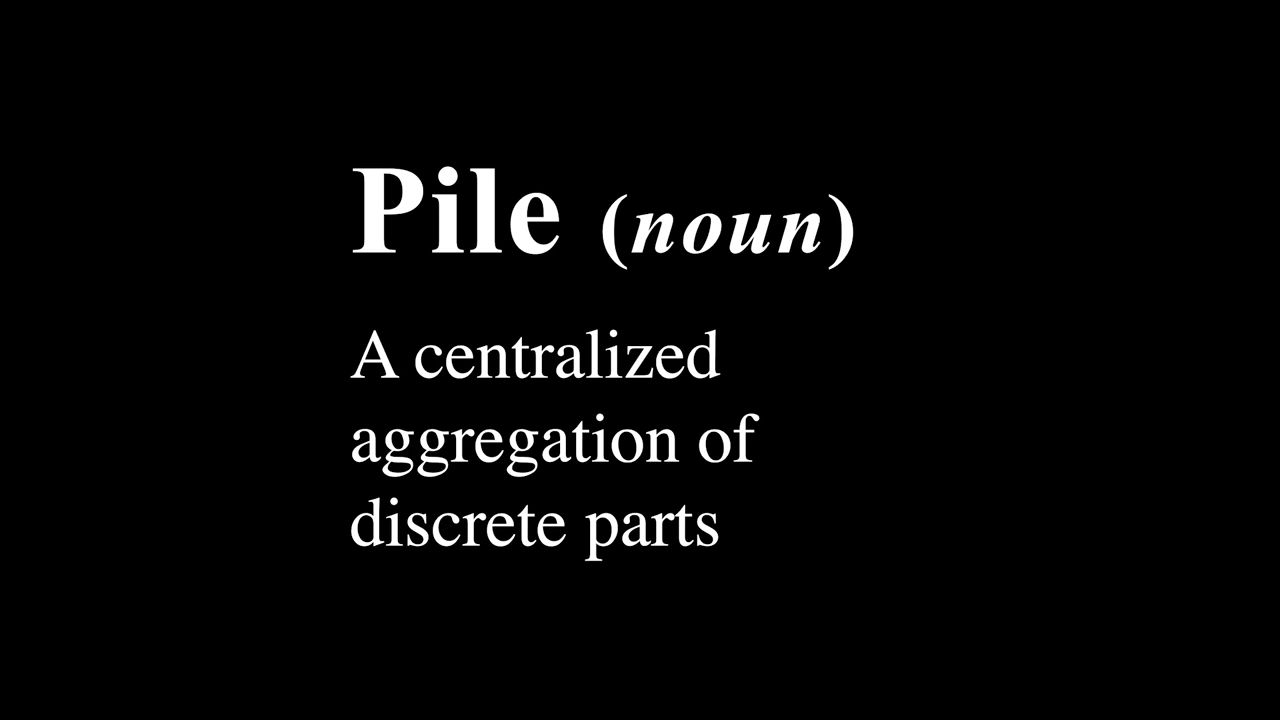 Pile (noun)
A centralized
aggregation of
discrete parts